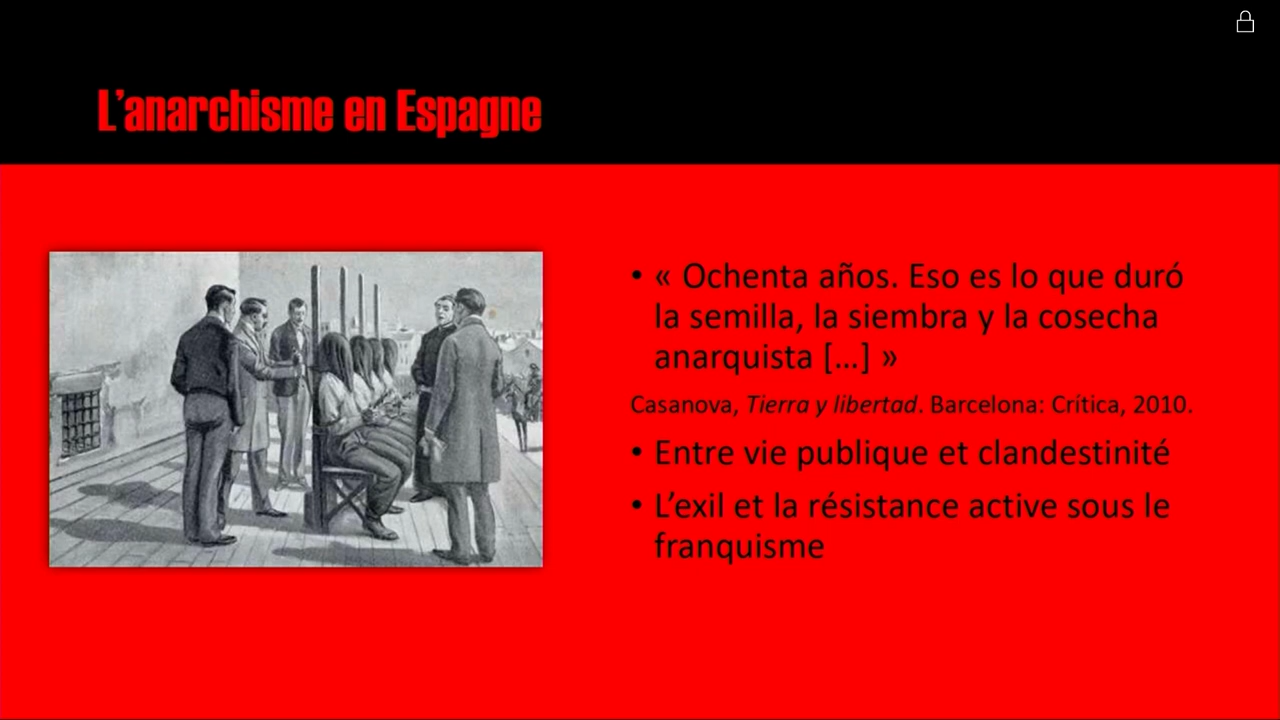 L’anarchisme en Espagne
• « Ochenta años. Eso es lo que duró
la semilla, la siembra y la cosecha
anarquista [...] »
Casanova, Tierra y libertad. Barcelona: Crítica, 2010.
• Entre vie publique et clandestinité
• L’exil et la résistance active sous le
franquisme